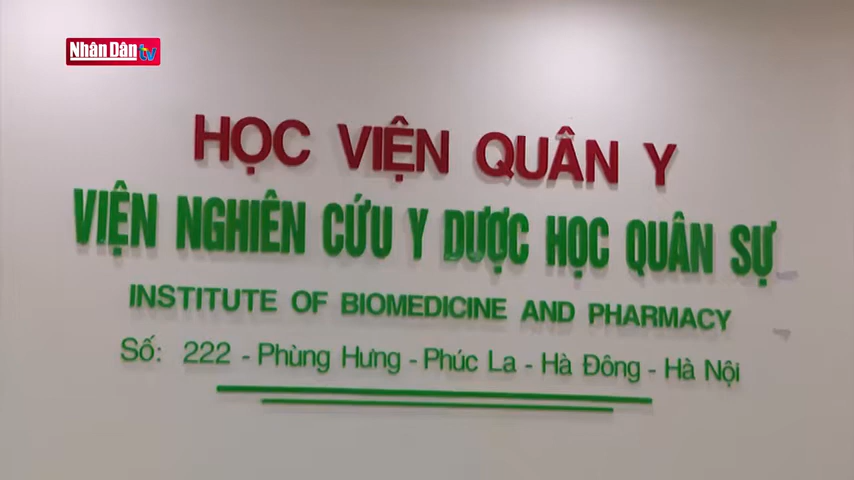 Nhân Dân tv
HỌC VIỆN QUÂN Y
VIỆN NGHIÊN CỨU Y DƯỢC HỌC QUÂN SỰ
INSTITUTE OF BIOMEDICINE AND PHARMACY
Số: 222 - Phùng Hưng - Phúc La - Hà Đông - Hà Nội